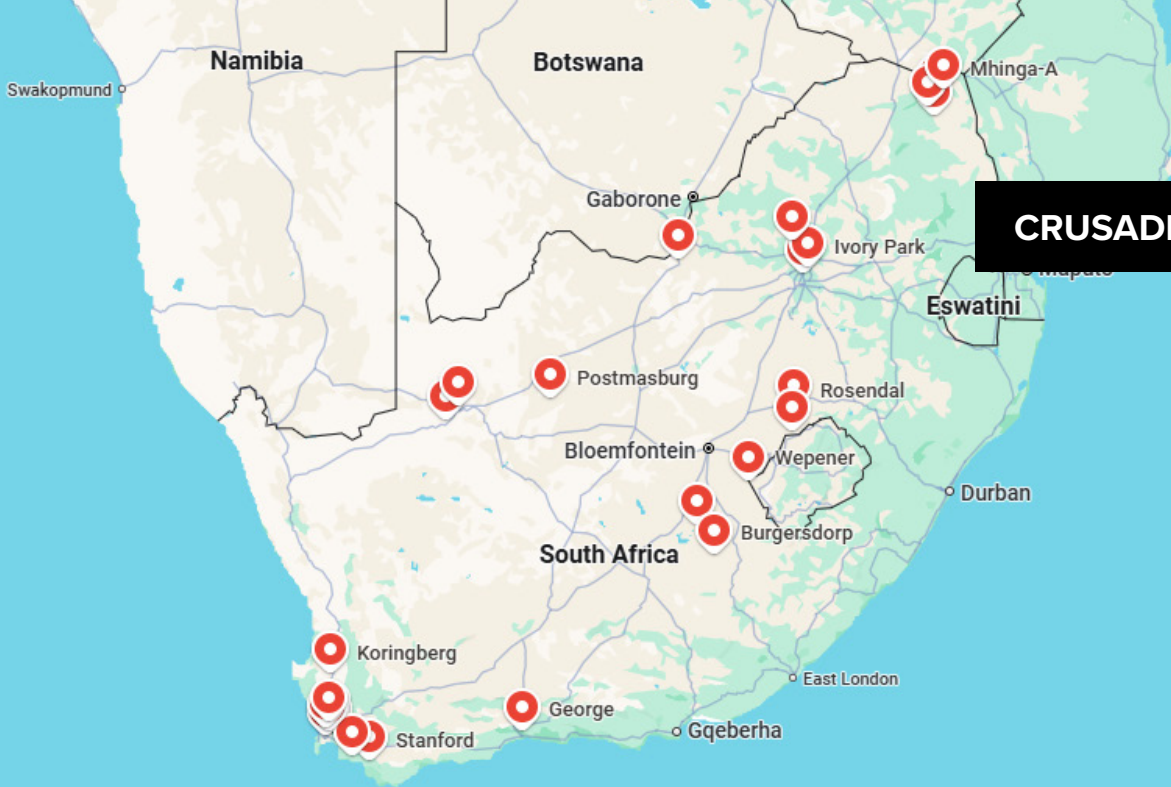 Namibia
Botswana
Mhinga-A
Swakopmund
Gaborone
CRUSAD
Ivory Park
Eswatini
Postmasburg
Rosendal
Bloemfontein
Wepener
Durban
Burgersdorp
South Africa
Koringberg
East London
George
Gqeberha
Stanford